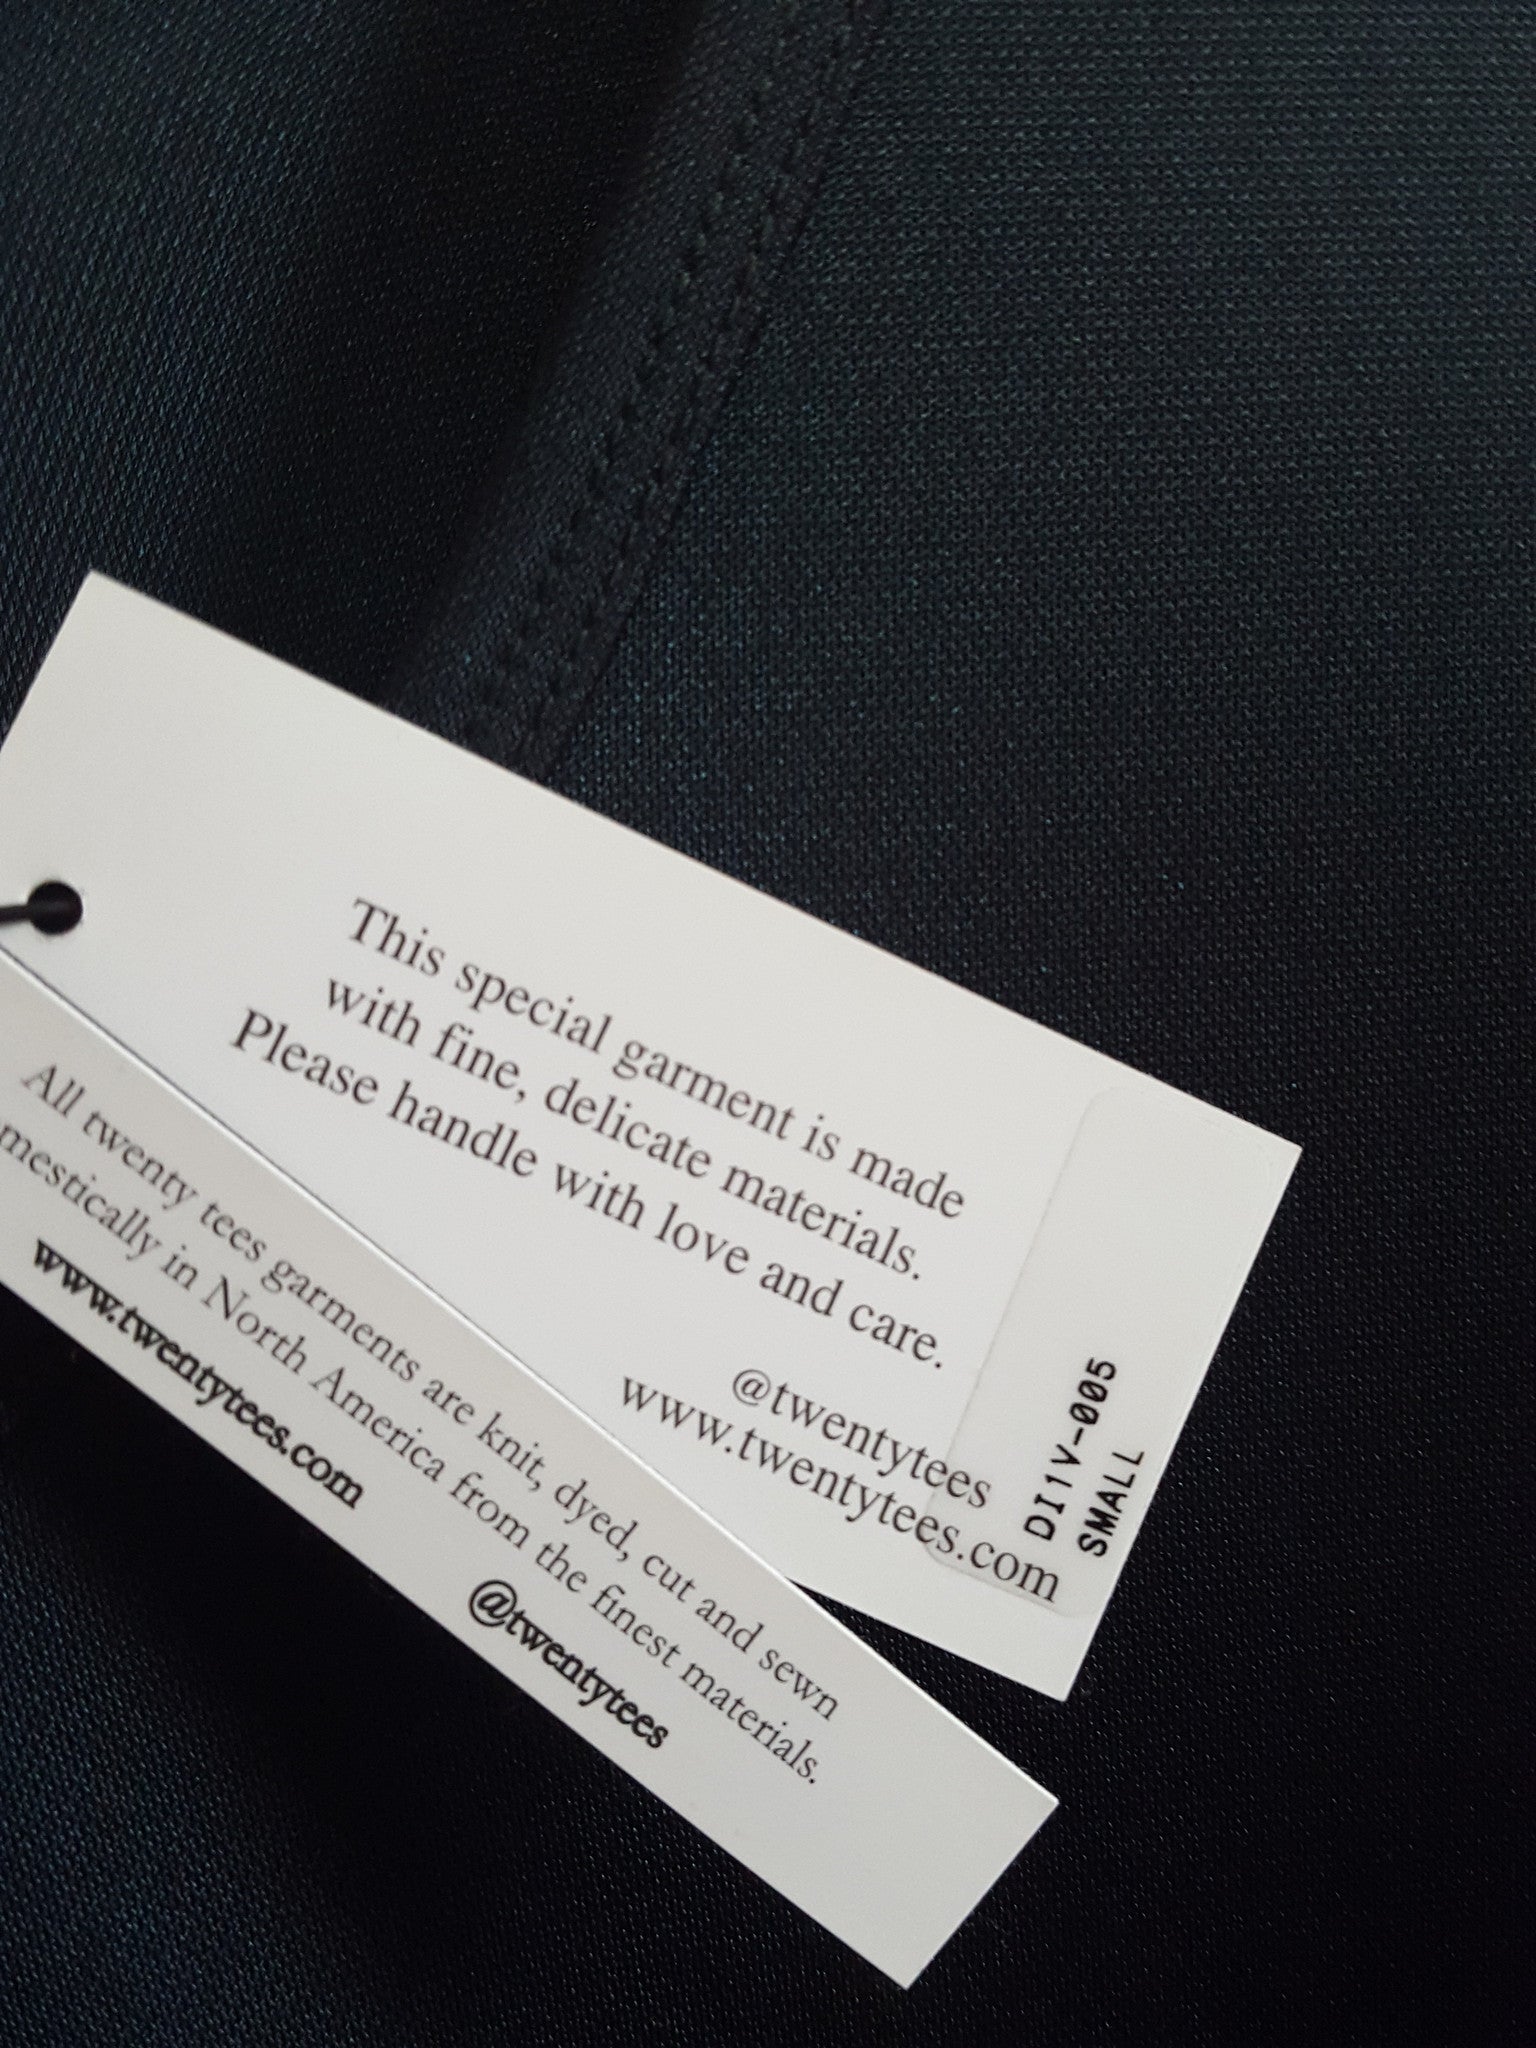 This special garment is made
with fine, delicate materials.
Please handle with love and care.
@twentytees
www.twentytees.com
DI1V-005
SMALL
All twenty tees garments are knit, dyed, cut and sewn
mestically in North America from the finest materials.
www.twentytees.com
@twentytees